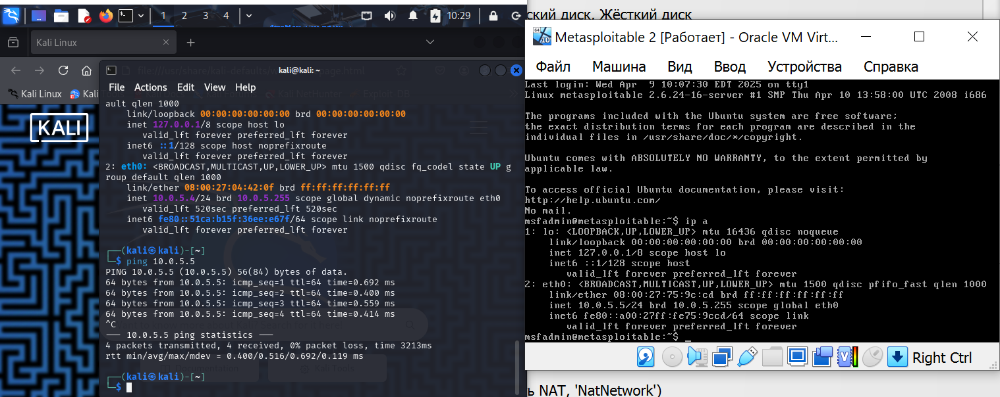 1 2 3 4 10:29
Kali Linux
file:///usr/share/kali-defaults/
Kali Linux Kali
KALI
kali@kali: ~
File Actions Edit View Help
ault qlen 1000
    link/loopback 00:00:00:00:00:00 brd 00:00:00:00:00:00
    inet 127.0.0.1/8 scope host lo
       valid_lft forever preferred_lft forever
    inet6 ::1/128 scope host noprefixroute
       valid_lft forever preferred_lft forever
2: eth0: <BROADCAST,MULTICAST,UP,LOWER_UP> mtu 1500 qdisc fq_codel state UP g
roup default qlen 1000
    link/ether 08:00:27:04:42:0f brd ff:ff:ff:ff:ff:ff
    inet 10.0.5.4/24 brd 10.0.5.255 scope global dynamic noprefixroute eth0
       valid_lft 520sec preferred_lft 520sec
    inet6 fe80::51ca:b15f:36ee:e67f/64 scope link noprefixroute
       valid_lft forever preferred_lft forever
┌──(kali㉿kali)-[~]
└─$ ping 10.0.5.5
PING 10.0.5.5 (10.0.5.5) 56(84) bytes of data.
64 bytes from 10.0.5.5: icmp_seq=1 ttl=64 time=0.692 ms
64 bytes from 10.0.5.5: icmp_seq=2 ttl=64 time=0.400 ms
64 bytes from 10.0.5.5: icmp_seq=3 ttl=64 time=0.559 ms
64 bytes from 10.0.5.5: icmp_seq=4 ttl=64 time=0.414 ms
^C
--- 10.0.5.5 ping statistics ---
4 packets transmitted, 4 received, 0% packet loss, time 3213ms
rtt min/avg/max/mdev = 0.400/0.516/0.692/0.119 ms
┌──(kali㉿kali)-[~]
└─$
ский диск, Жёсткий диск
Metasploitable 2 [Работает] - Oracle VM Virt...
Файл Машина Вид Ввод Устройства Справка
Last login: Wed Apr  9 10:07:30 EDT 2025 on tty1
Linux metasploitable 2.6.24-16-server #1 SMP Thu Apr 10 13:58:00 UTC 2008 i686
The programs included with the Ubuntu system are free software;
the exact distribution terms for each program are described in the
individual files in /usr/share/doc/*/copyright.
Ubuntu comes with ABSOLUTELY NO WARRANTY, to the extent permitted by
applicable law.
To access official Ubuntu documentation, please visit:
http://help.ubuntu.com/
No mail.
msfadmin@metasploitable:~$ ip a
1: lo: <LOOPBACK,UP,LOWER_UP> mtu 16436 qdisc noqueue
    link/loopback 00:00:00:00:00:00 brd 00:00:00:00:00:00
    inet 127.0.0.1/8 scope host lo
    inet6 ::1/128 scope host
       valid_lft forever preferred_lft forever
2: eth0: <BROADCAST,MULTICAST,UP,LOWER_UP> mtu 1500 qdisc pfifo_fast qlen 1000
    link/ether 08:00:27:75:9c:cd brd ff:ff:ff:ff:ff:ff
    inet 10.0.5.5/24 brd 10.0.5.255 scope global eth0
    inet6 fe80::a00:27ff:fe75:9ccd/64 scope link
       valid_lft forever preferred_lft forever
msfadmin@metasploitable:~$ _
Right Ctrl
ь NAT, 'NatNetwork')